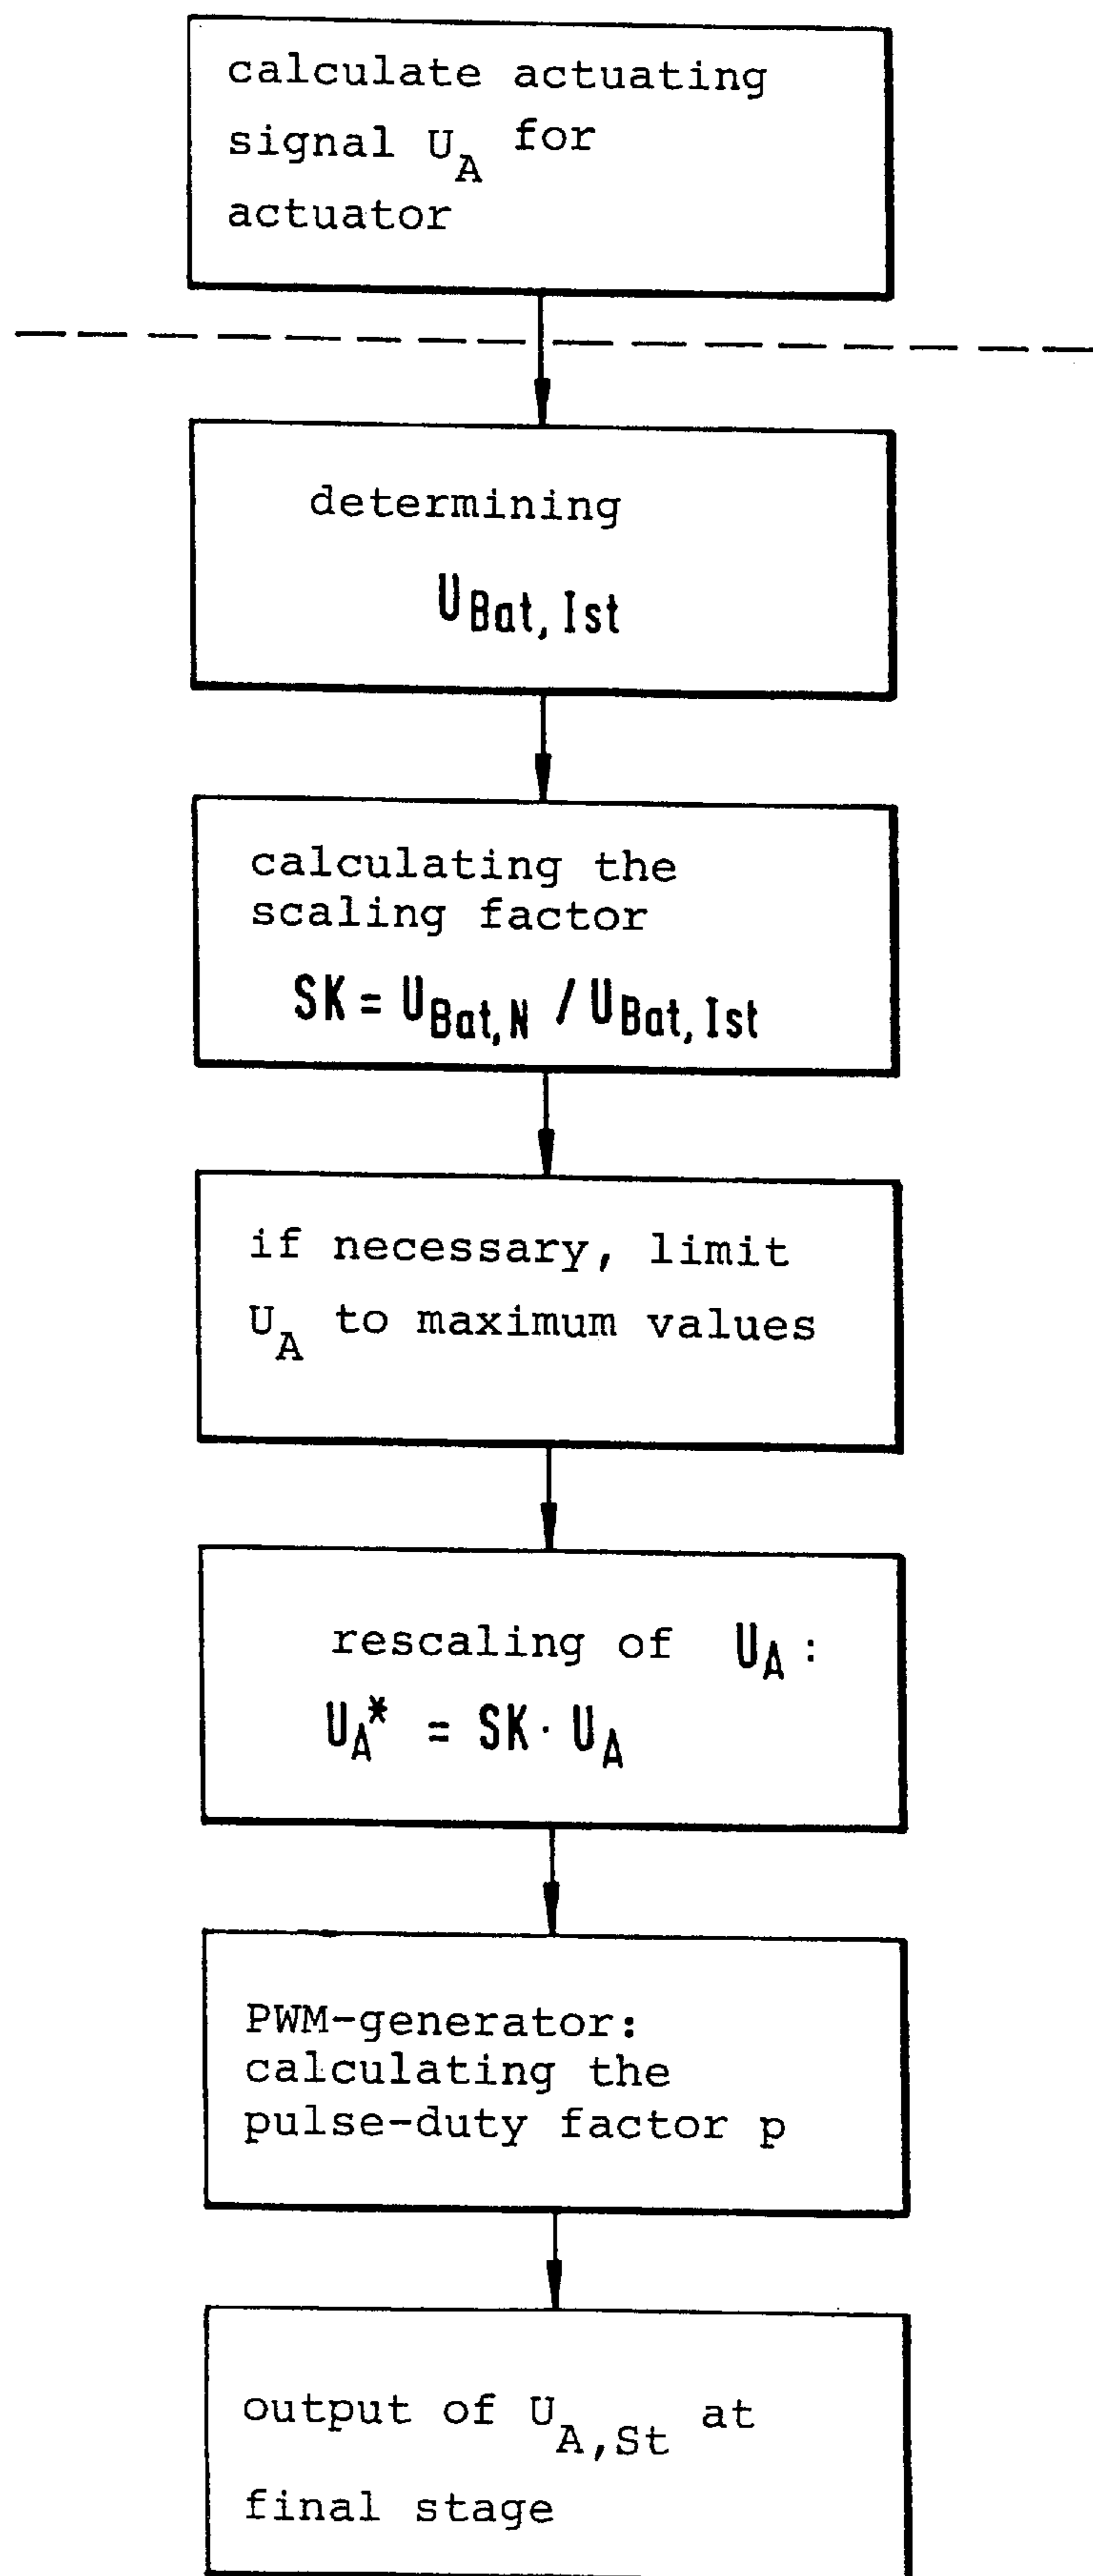 calculate actuating
signal U_A for
actuator
determining
U_Bat, Ist
calculating the
scaling factor
SK = U_Bat, N / U_Bat, Ist
if necessary, limit
U_A to maximum values
rescaling of U_A :
U_A* = SK · U_A
PWM-generator:
calculating the
pulse-duty factor p
output of U_A,St at
final stage